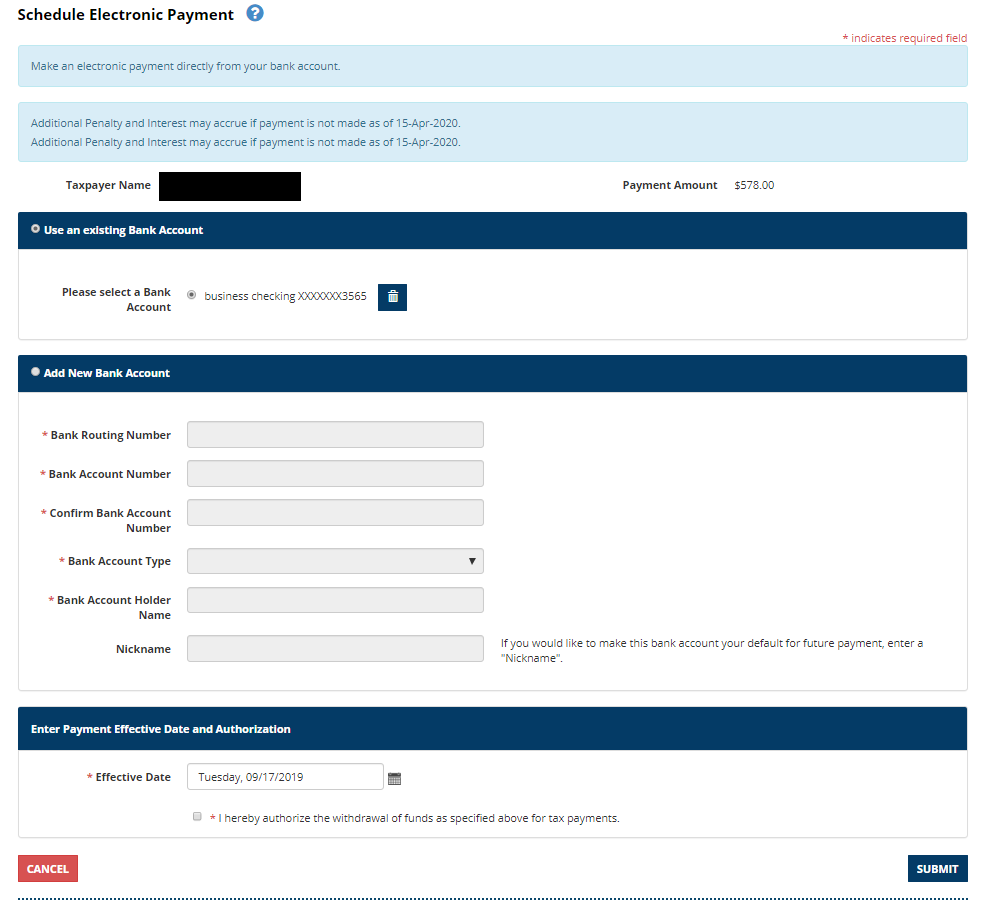 Schedule Electronic Payment ?
* indicates required field
Make an electronic payment directly from your bank account.
Additional Penalty and Interest may accrue if payment is not made as of 15-Apr-2020.
Additional Penalty and Interest may accrue if payment is not made as of 15-Apr-2020.
Taxpayer Name
Payment Amount $578.00
Use an existing Bank Account
Please select a Bank
Account
business checking XXXXXXX3565
Add New Bank Account
* Bank Routing Number
* Bank Account Number
* Confirm Bank Account
Number
* Bank Account Type
* Bank Account Holder
Name
Nickname
If you would like to make this bank account your default for future payment, enter a
"Nickname".
Enter Payment Effective Date and Authorization
* Effective Date Tuesday, 09/17/2019
* I hereby authorize the withdrawal of funds as specified above for tax payments.
CANCEL
SUBMIT